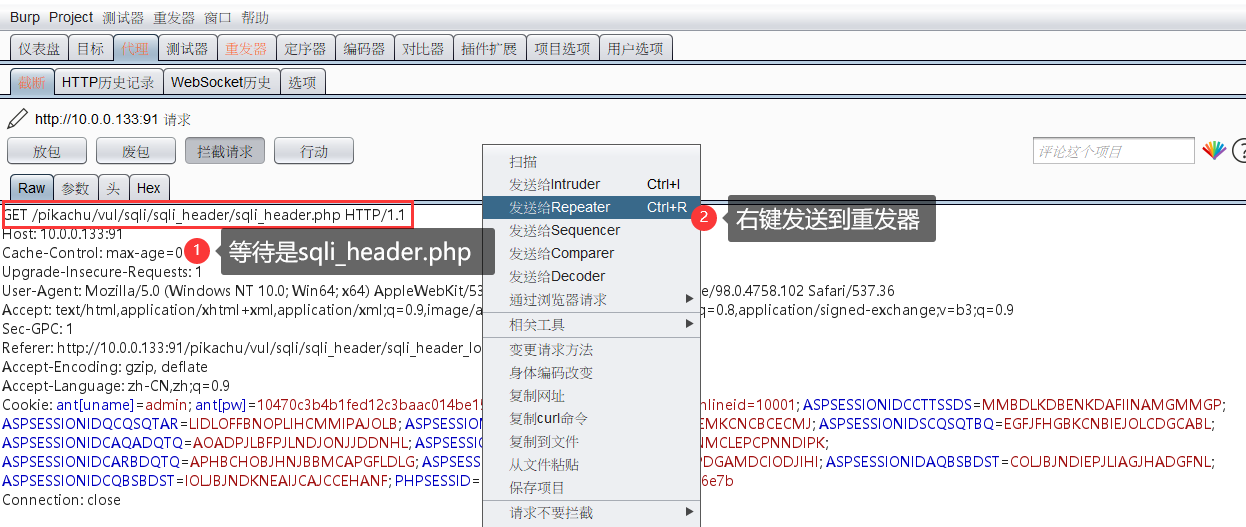 Burp Project 测试器 重发器 窗口 帮助
仪表盘 目标 代理 测试器 重发器 定序器 编码器 对比器 插件扩展 项目选项 用户选项
截断 HTTP历史记录 WebSocket历史 选项
http://10.0.0.133:91 请求
放包 废包 拦截请求 行动 评论这个项目 ?
Raw 参数 头 Hex
GET /pikachu/vul/sqli/sqli_header/sqli_header.php HTTP/1.1
Host: 10.0.0.133:91
Cache-Control: max-age=0
1 等待是sqli_header.php
Upgrade-Insecure-Requests: 1
User-Agent: Mozilla/5.0 (Windows NT 10.0; Win64; x64) AppleWebKit/53 e/98.0.4758.102 Safari/537.36
Accept: text/html,application/xhtml+xml,application/xml;q=0.9,image/a q=0.8,application/signed-exchange;v=b3;q=0.9
Sec-GPC: 1
Referer: http://10.0.0.133:91/pikachu/vul/sqli/sqli_header/sqli_header_lo
Accept-Encoding: gzip, deflate
Accept-Language: zh-CN,zh;q=0.9
Cookie: ant[uname]=admin; ant[pw]=10470c3b4b1fed12c3baac014be15 nlineid=10001; ASPSESSIONIDCCTTSSDS=MMBDLKDBENKDAFIINAMGMMGP;
ASPSESSIONIDQCQSQTAR=LIDLOFFBNOPLIHCMMIPAJOLB; ASPSESSION EMKCNCBCECMJ; ASPSESSIONIDSCQSQTBQ=EGFJFHGBKCNBIEJOLCDGCABL;
ASPSESSIONIDCAQADQTQ=AOADPJLBFPJLNDJONJJDDNHL; ASPSESSION NMCLEPCPNNDIPK;
ASPSESSIONIDCARBDQTQ=APHBCHOBJHNJBBMCAPGFLDLG; ASPSESS PDGAMDCIODJIHI; ASPSESSIONIDAQBSBDST=COLJBJNDIEPJLIAGJHADGFNL;
ASPSESSIONIDCQBSBDST=IOLJBJNDKNEAIJCAJCCEHANF; PHPSESSID= 6e7b
Connection: close
扫描
发送给Intruder Ctrl+I
发送给Repeater Ctrl+R
2 右键发送到重发器
发送给Sequencer
发送给Comparer
发送给Decoder
通过浏览器请求
相关工具
变更请求方法
身体编码改变
复制网址
复制curl命令
复制到文件
从文件粘贴
保存项目
请求不要拦截